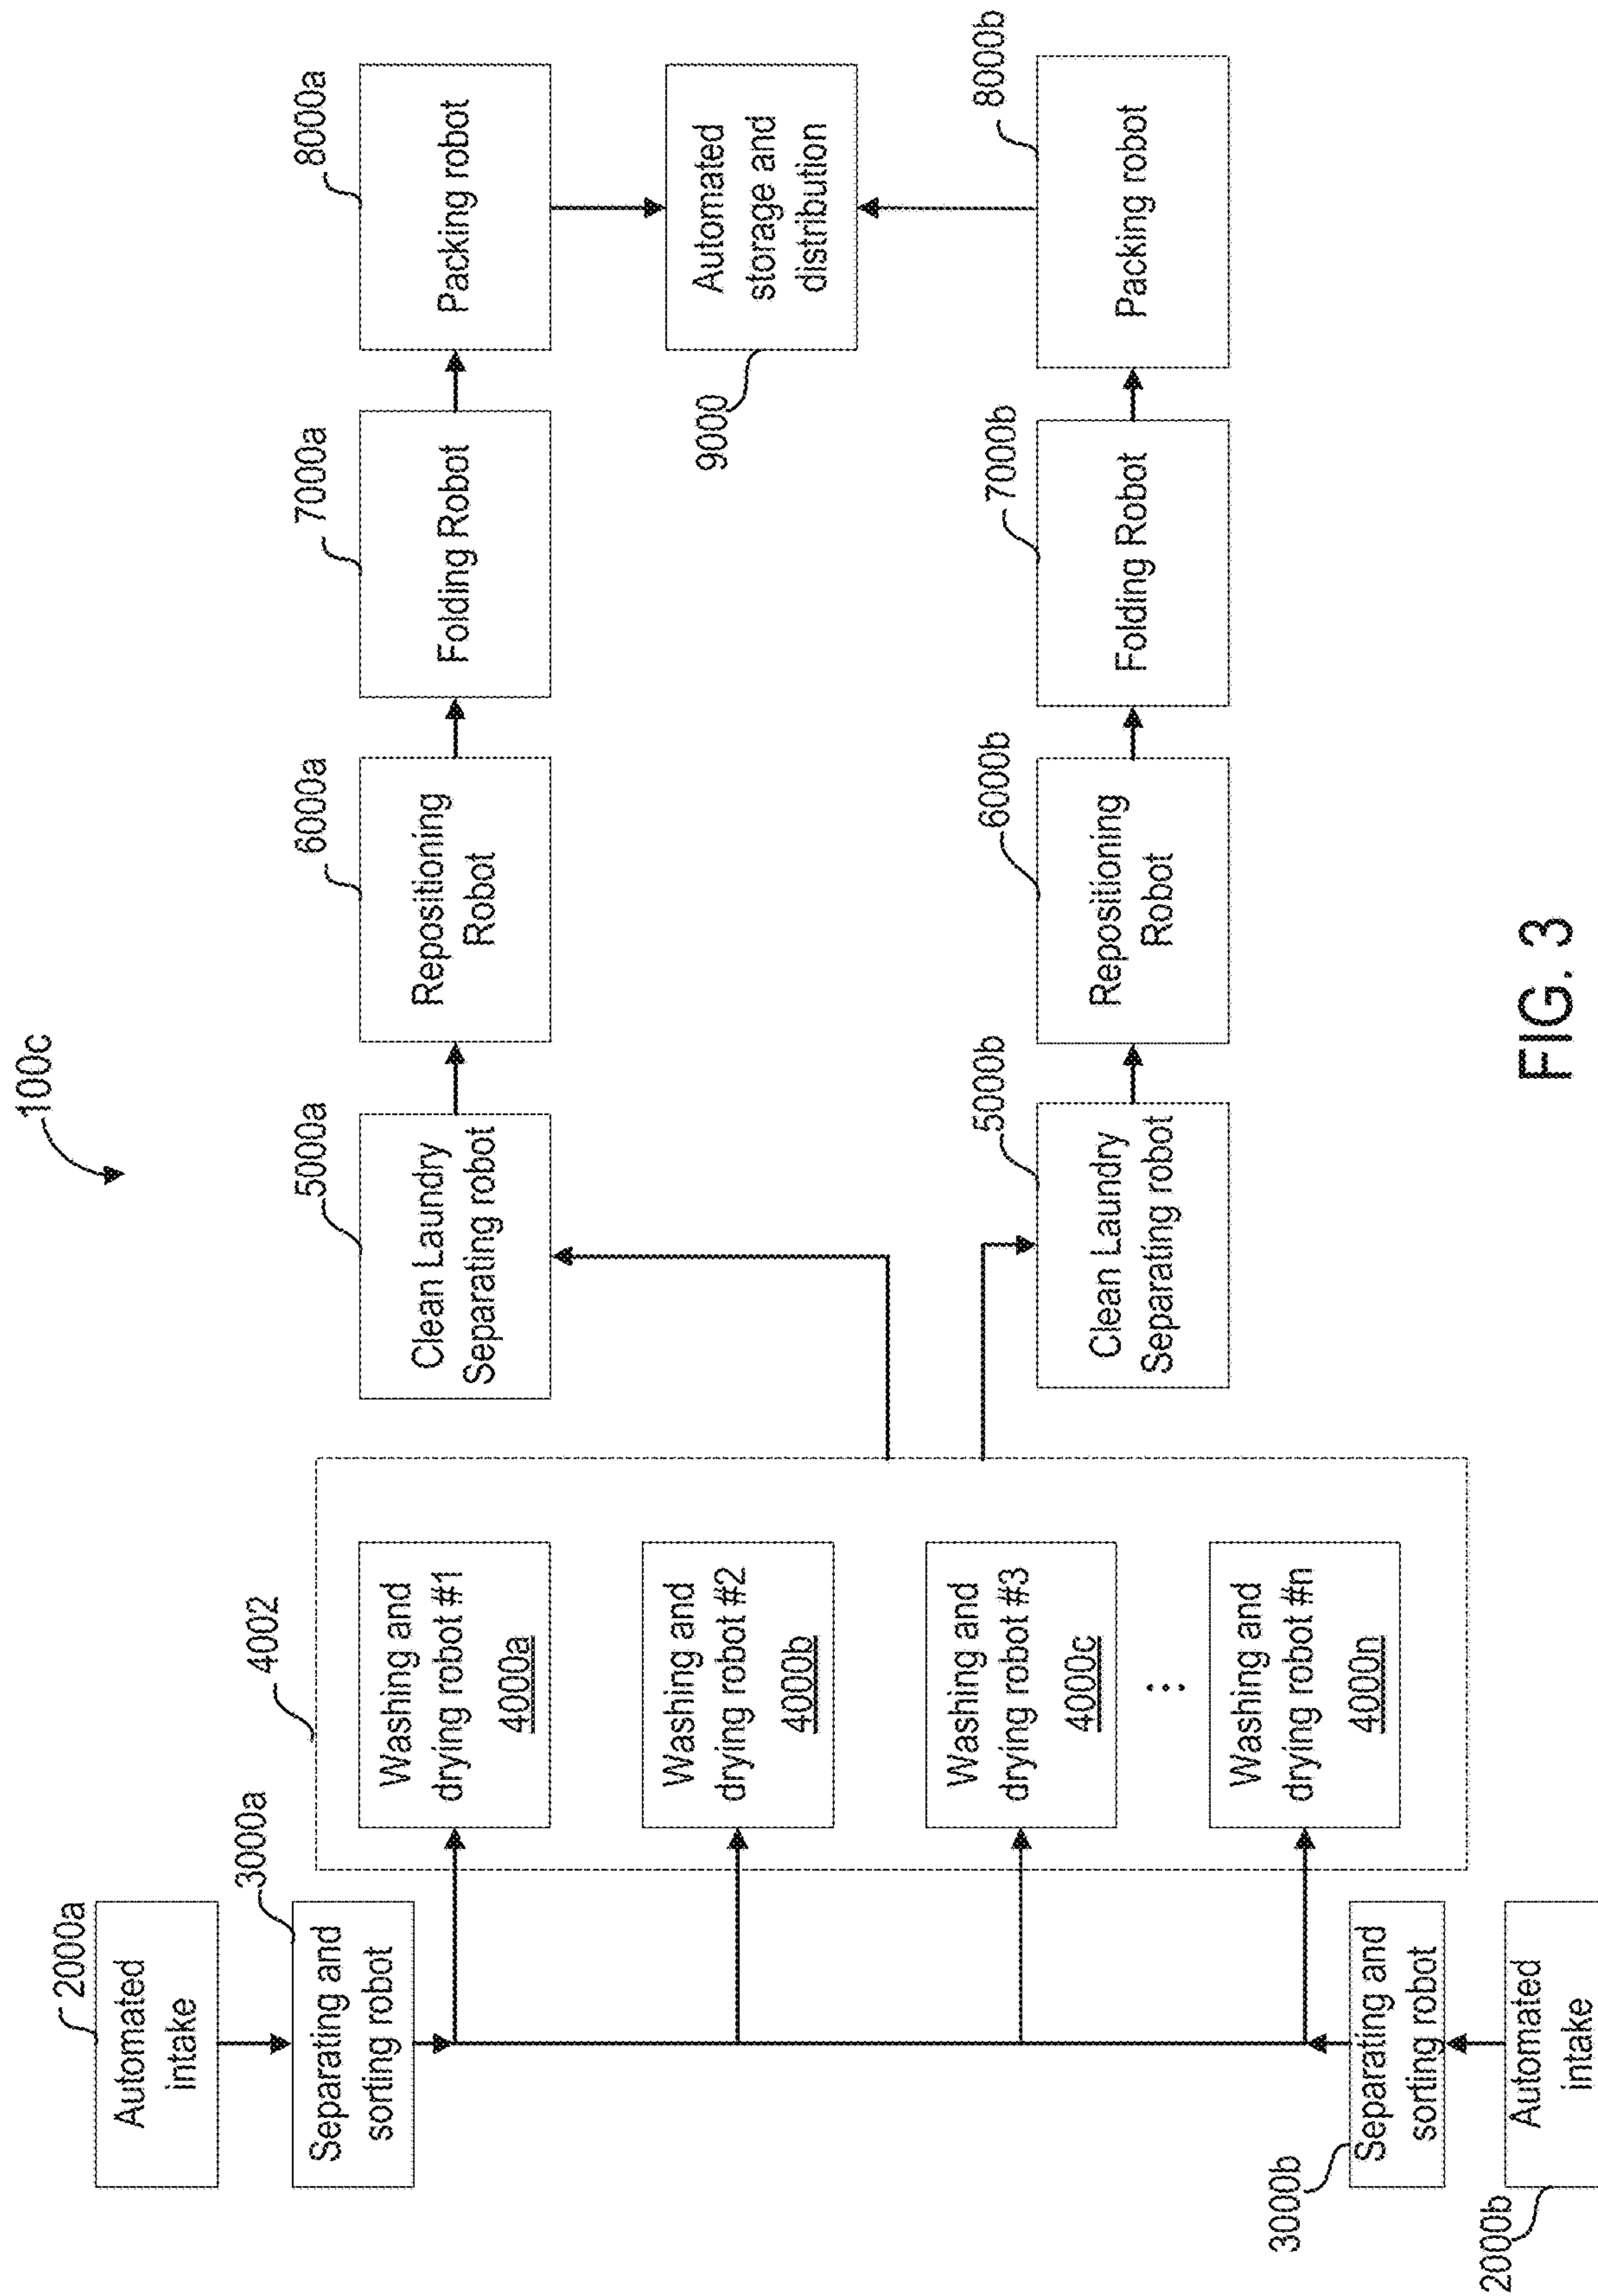 100c
2000a
Automated
intake
3000a
Separating and
sorting robot
4002
Washing and
drying robot #1
4000a
Washing and
drying robot #2
4000b
Washing and
drying robot #3
4000c
...
Washing and
drying robot #n
4000n
3000b
Separating and
sorting robot
2000b
Automated
intake
5000a
Clean Laundry
Separating robot
6000a
Repositioning
Robot
7000a
Folding Robot
8000a
Packing robot
9000
Automated
storage and
distribution
5000b
Clean Laundry
Separating robot
6000b
Repositioning
Robot
7000b
Folding Robot
8000b
Packing robot
FIG. 3